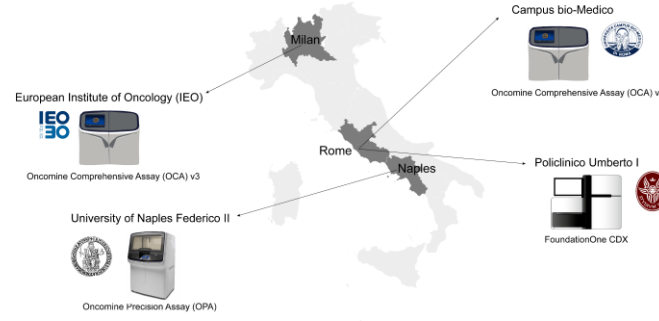 Campus bio-Medico
Milan
Oncomine Comprehensive Assay (OCA) v
European Institute of Oncology (IEO)
IEO
Oncomine Comprehensive Assay (OCA) v3
Rome
Naples
Policlinico Umberto I
FoundationOne CDX
University of Naples Federico II
Oncomine Precision Assay (OPA)